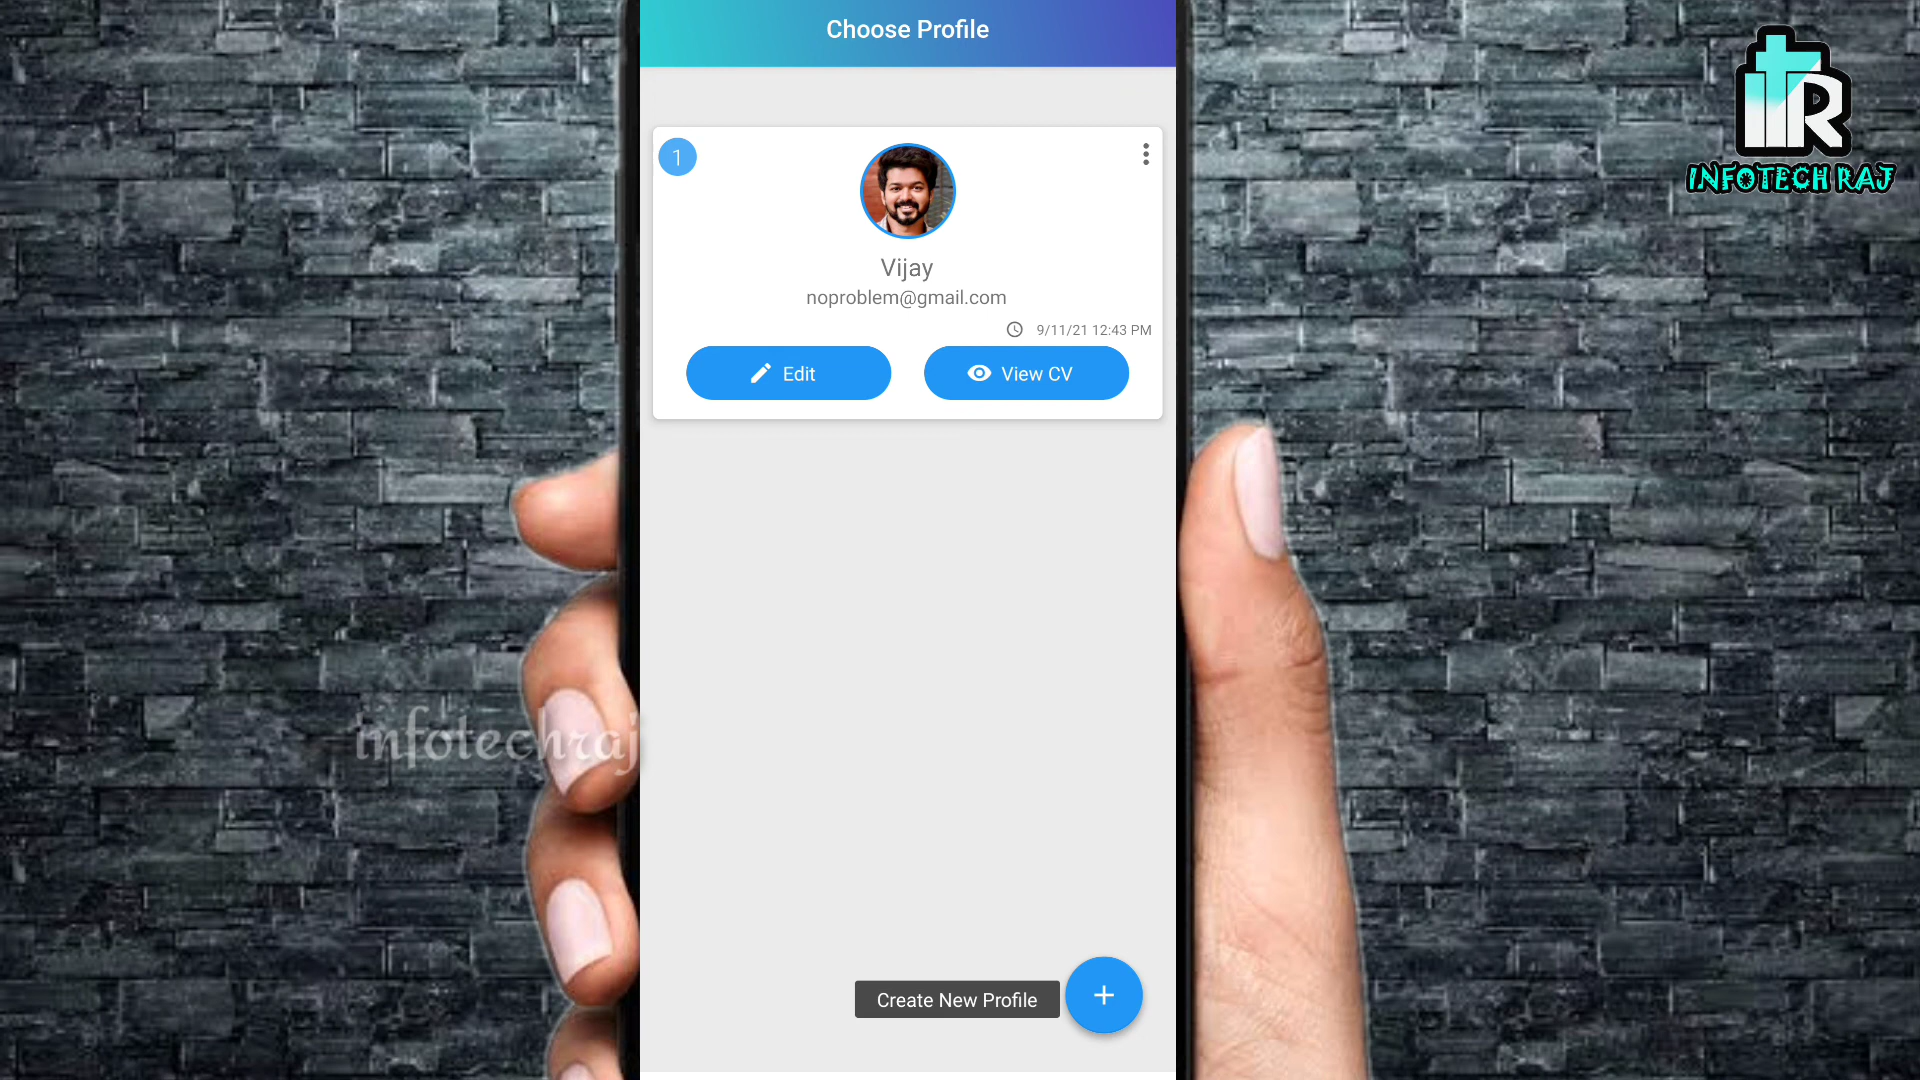 Choose Profile
INFOTECH RAJ
1
Vijay
noproblem@gmail.com
9/11/21 12:43 PM
Edit
View CV
infotechraj
Create New Profile